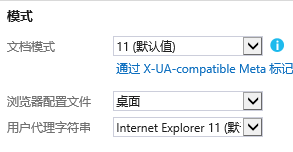 模式
文档模式 11 (默认值)
通过 X-UA-compatible Meta 标记
浏览器配置文件 桌面
用户代理字符串 Internet Explorer 11 (默